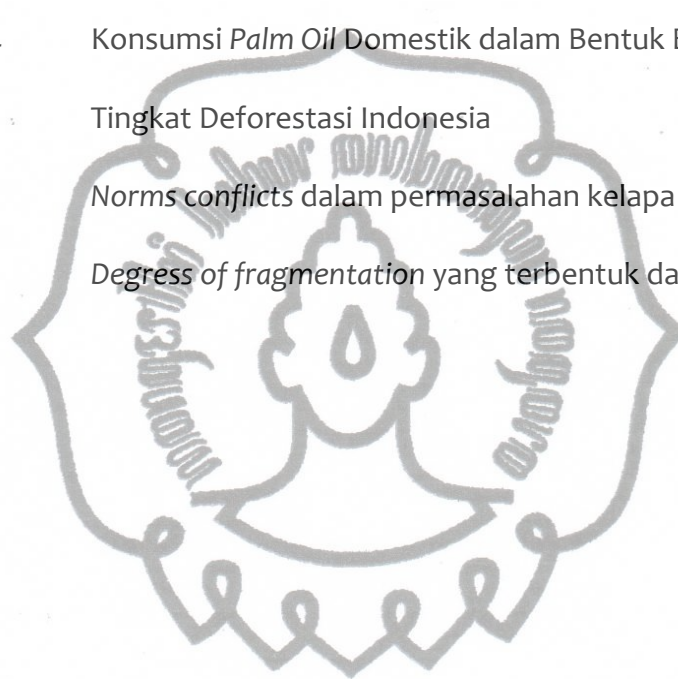 Konsumsi Palm Oil Domestik dalam Bentuk
Tingkat Deforestasi Indonesia
Norms conflicts dalam permasalahan kelapa
Degress of fragmentation yang terbentuk da